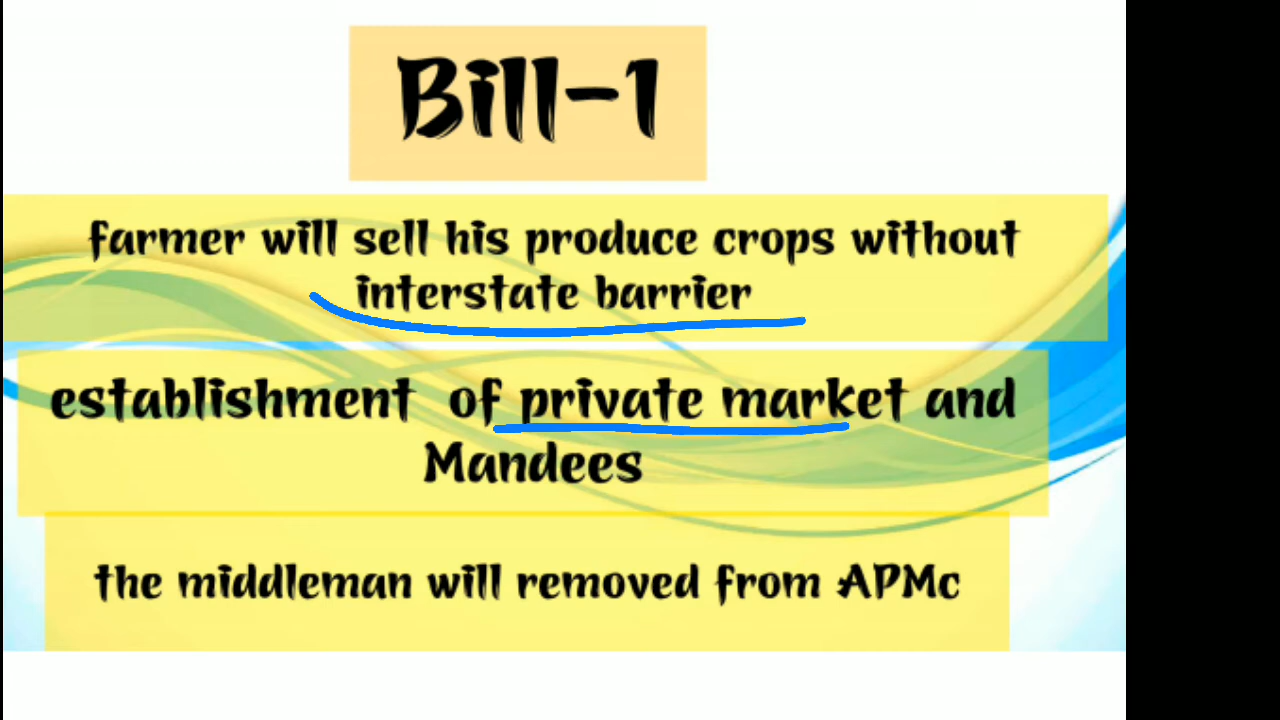 Bill-1
farmer will sell his produce crops without
interstate barrier
establishment of private market and
Mandees
the middleman will removed from APMc